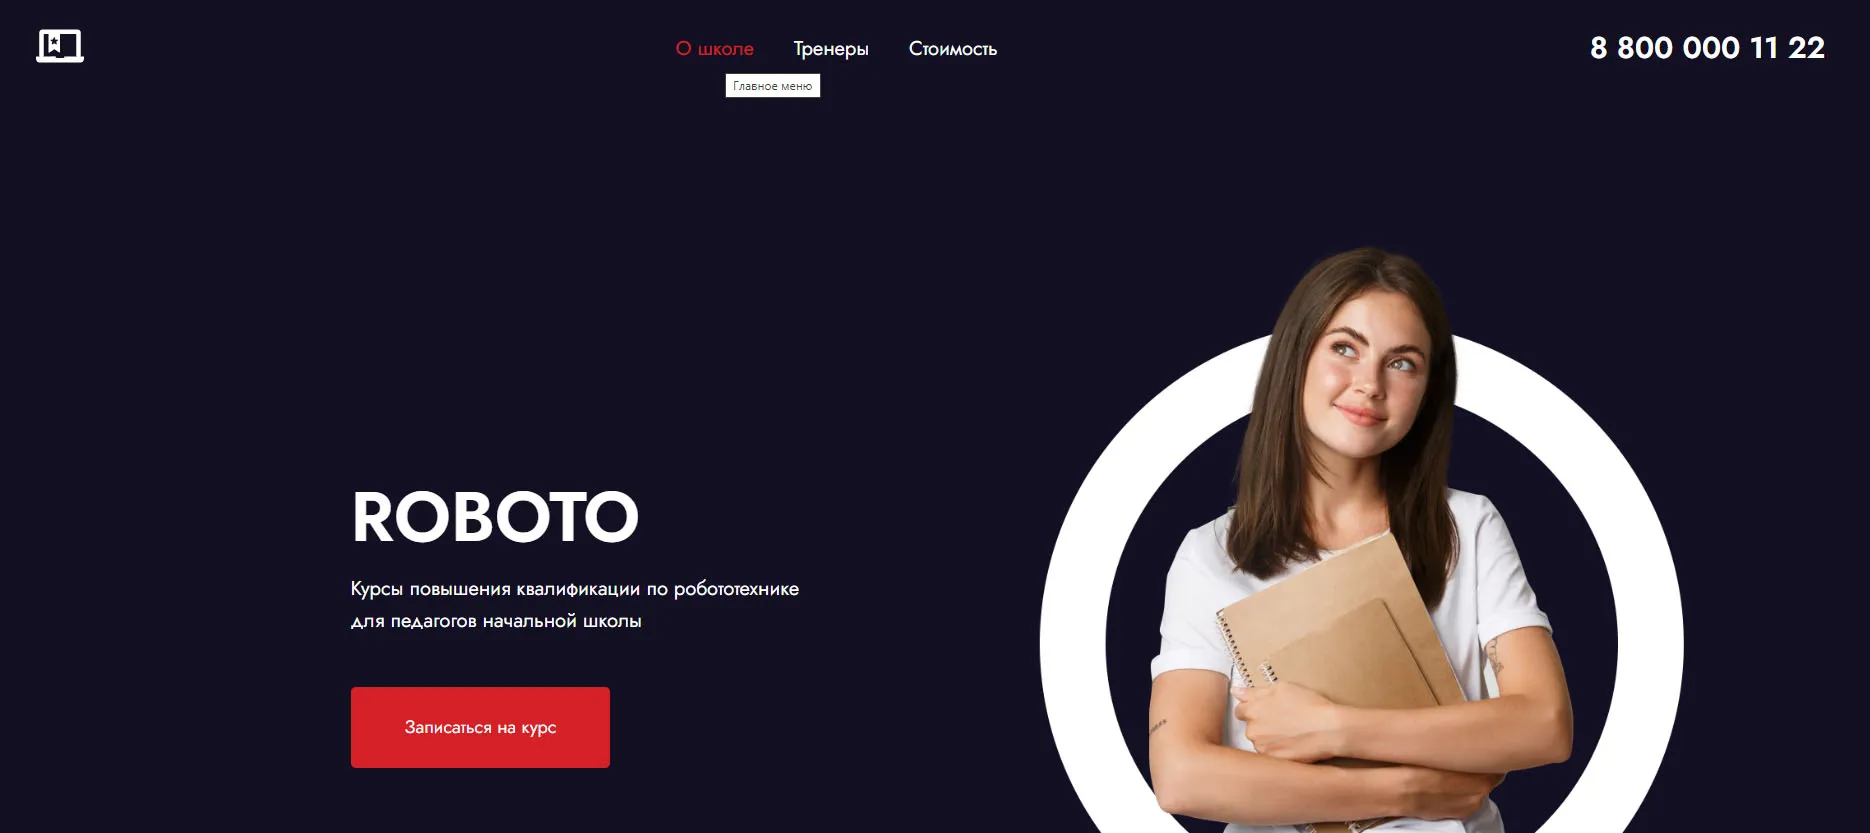 О школе
Тренеры
Стоимость
8 800 000 11 22
Главное меню
ROBOTO
Курсы повышения квалификации по робототехнике
для педагогов начальной школы
Записаться на курс